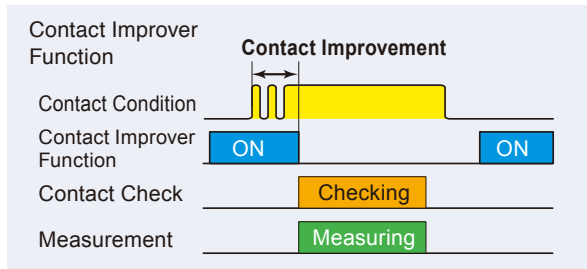 Contact Improver
Function
Contact Improvement
Contact Condition
Contact Improver
Function
ON
ON
Contact Check
Checking
Measurement
Measuring